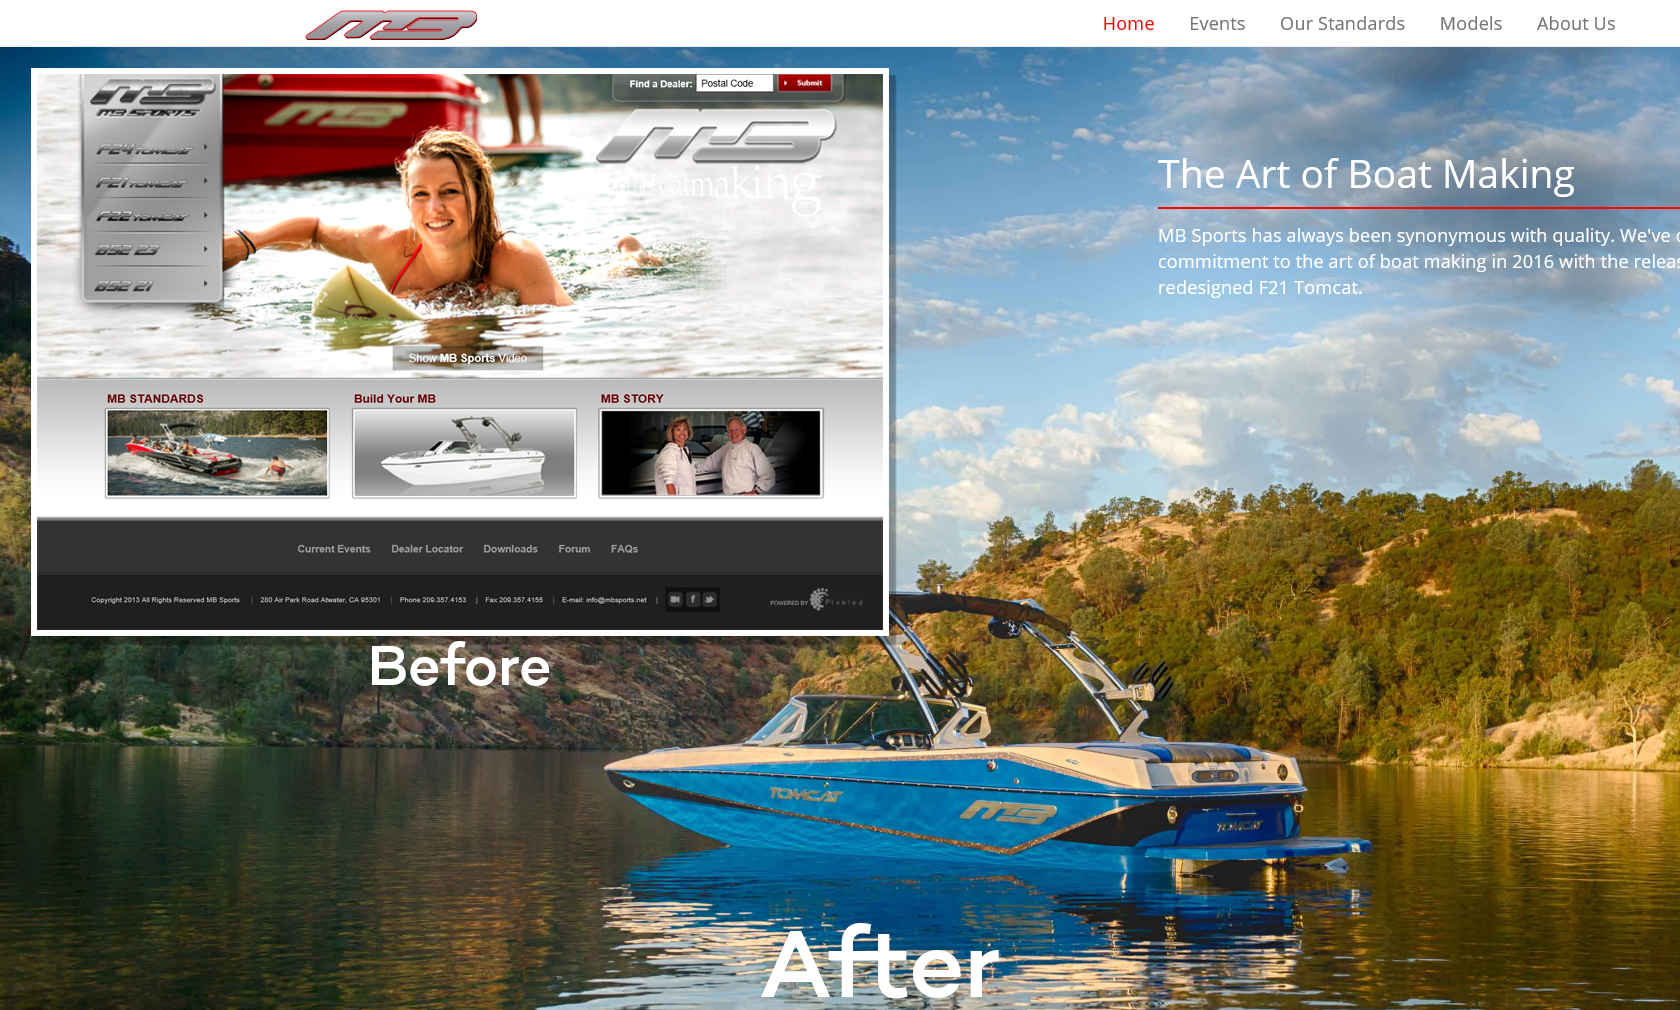 MB
Home Events Our Standards Models About Us
MB
MB SPORTS
F24 TOMCAT
F21 TOMCAT
F22 TOMCAT
B52 23
B52 21
MB
Find a Dealer: Postal Code Submit
MB
making
Show MB Sports Video
MB STANDARDS Build Your MB MB STORY
Current Events Dealer Locator Downloads Forum FAQs
Copyright 2013 All Rights Reserved MB Sports | 280 Air Park Road Atwater, CA 95301 | Phone 209.357.4153 | Fax 209.357.4155 | E-mail: info@mbsports.net |
POWERED BY Pixeled
The Art of Boat Making
MB Sports has always been synonymous with quality. We've
commitment to the art of boat making in 2016 with the
redesigned F21 Tomcat.
Before
TOMCAT MB
TOMCAT
After